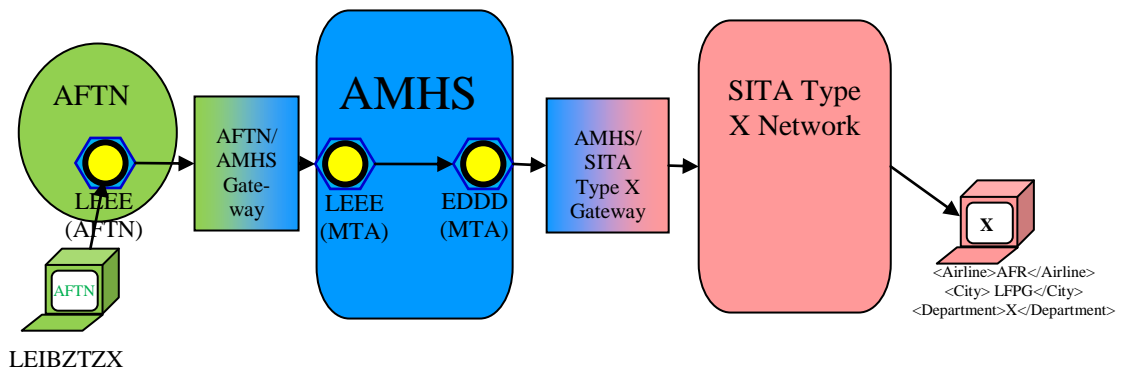 AFTN
LEEE
(AFTN)
AFTN
LEIBZTZX
AFTN/
AMHS
Gate-
way
AMHS
LEEE
(MTA)
EDDD
(MTA)
AMHS/
SITA
Type X
Gateway
SITA Type
X Network
X
<Airline>AFR</Airline>
<City> LFPG</City>
<Department>X</Department>